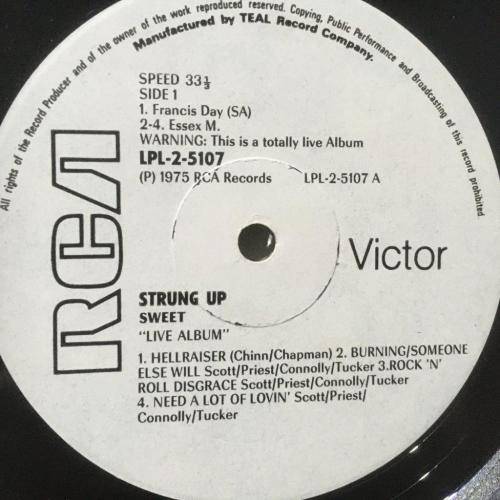 All rights of the Record Producer and of the owner of the work reproduced reserved. Copying, Public Performance and Broadcasting of this record prohibited.
Manufactured by TEAL Record Company.
SPEED 33⅓
SIDE 1
1. Francis Day (SA)
2-4. Essex M.
WARNING: This is a totally live Album
LPL-2-5107
(P) 1975 RCA Records LPL-2-5107 A
RCA
Victor
STRUNG UP
SWEET
"LIVE ALBUM"
1. HELLRAISER (Chinn/Chapman) 2. BURNING/SOMEONE
ELSE WILL Scott/Priest/Connolly/Tucker 3.ROCK 'N'
ROLL DISGRACE Scott/Priest/Connolly/Tucker
4. NEED A LOT OF LOVIN' Scott/Priest/
Connolly/Tucker